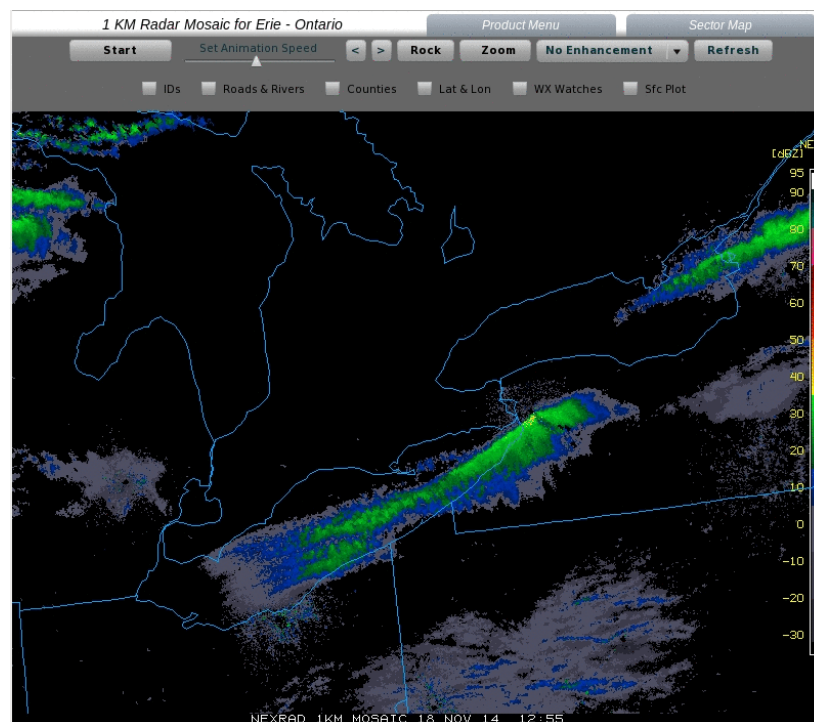 1 KM Radar Mosaic for Erie - Ontario
Product Menu
Sector Map
Start
Set Animation Speed
<
>
Rock
Zoom
No Enhancement
Refresh
IDs
Roads & Rivers
Counties
Lat & Lon
WX Watches
Sfc Plot
NE
[dBZ]
95
90
80
70
60
50
40
30
20
10
0
-10
-20
-30
NEXRAD 1KM MOSAIC 18 NOV 14 12:55